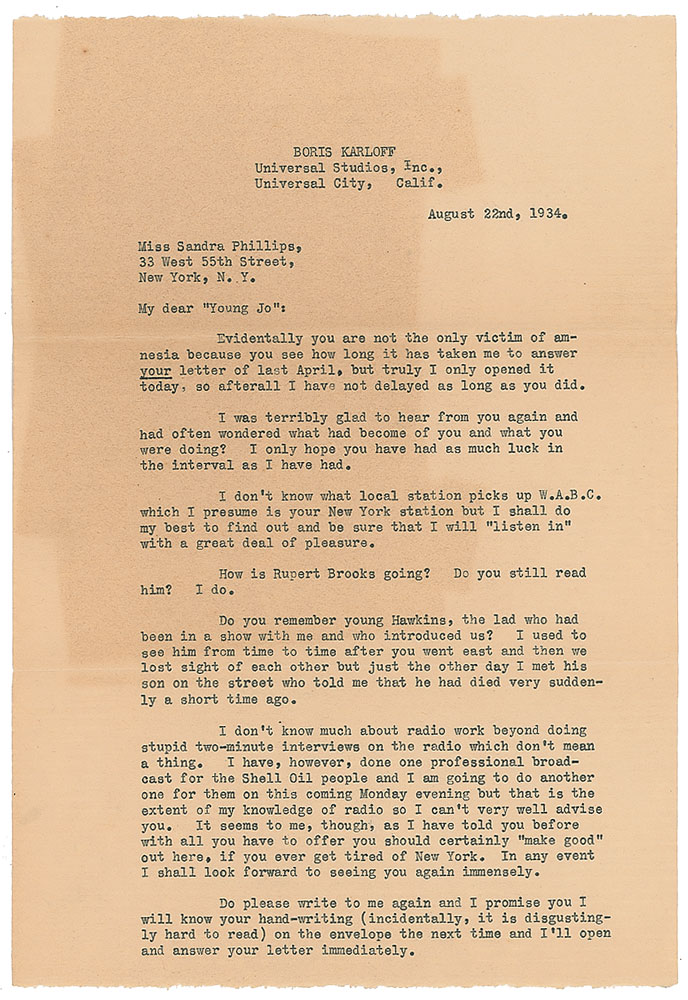 BORIS KARLOFF
Universal Studios, Inc.,
Universal City, Calif.
August 22nd, 1934.
Miss Sandra Phillips,
33 West 55th Street,
New York, N. Y.
My dear "Young Jo":
Evidentally you are not the only victim of am-
nesia because you see how long it has taken me to answer
your letter of last April, but truly I only opened it
today, so afterall I have not delayed as long as you did.
I was terribly glad to hear from you again and
had often wondered what had become of you and what you
were doing? I only hope you have had as much luck in
the interval as I have had.
I don't know what local station picks up W.A.B.C.
which I presume is your New York station but I shall do
my best to find out and be sure that I will "listen in"
with a great deal of pleasure.
How is Rupert Brooks going? Do you still read
him? I do.
Do you remember young Hawkins, the lad who had
been in a show with me and who introduced us? I used to
see him from time to time after you went east and then we
lost sight of each other but just the other day I met his
son on the street who told me that he had died very sudden-
ly a short time ago.
I don't know much about radio work beyond doing
stupid two-minute interviews on the radio which don't mean
a thing. I have, however, done one professional broad-
cast for the Shell Oil people and I am going to do another
one for them on this coming Monday evening but that is the
extent of my knowledge of radio so I can't very well advise
you. It seems to me, though, as I have told you before
with all you have to offer you should certainly "make good"
out here, if you ever get tired of New York. In any event
I shall look forward to seeing you again immensely.
Do please write to me again and I promise you I
will know your hand-writing (incidentally, it is disgusting-
ly hard to read) on the envelope the next time and I'll open
and answer your letter immediately.